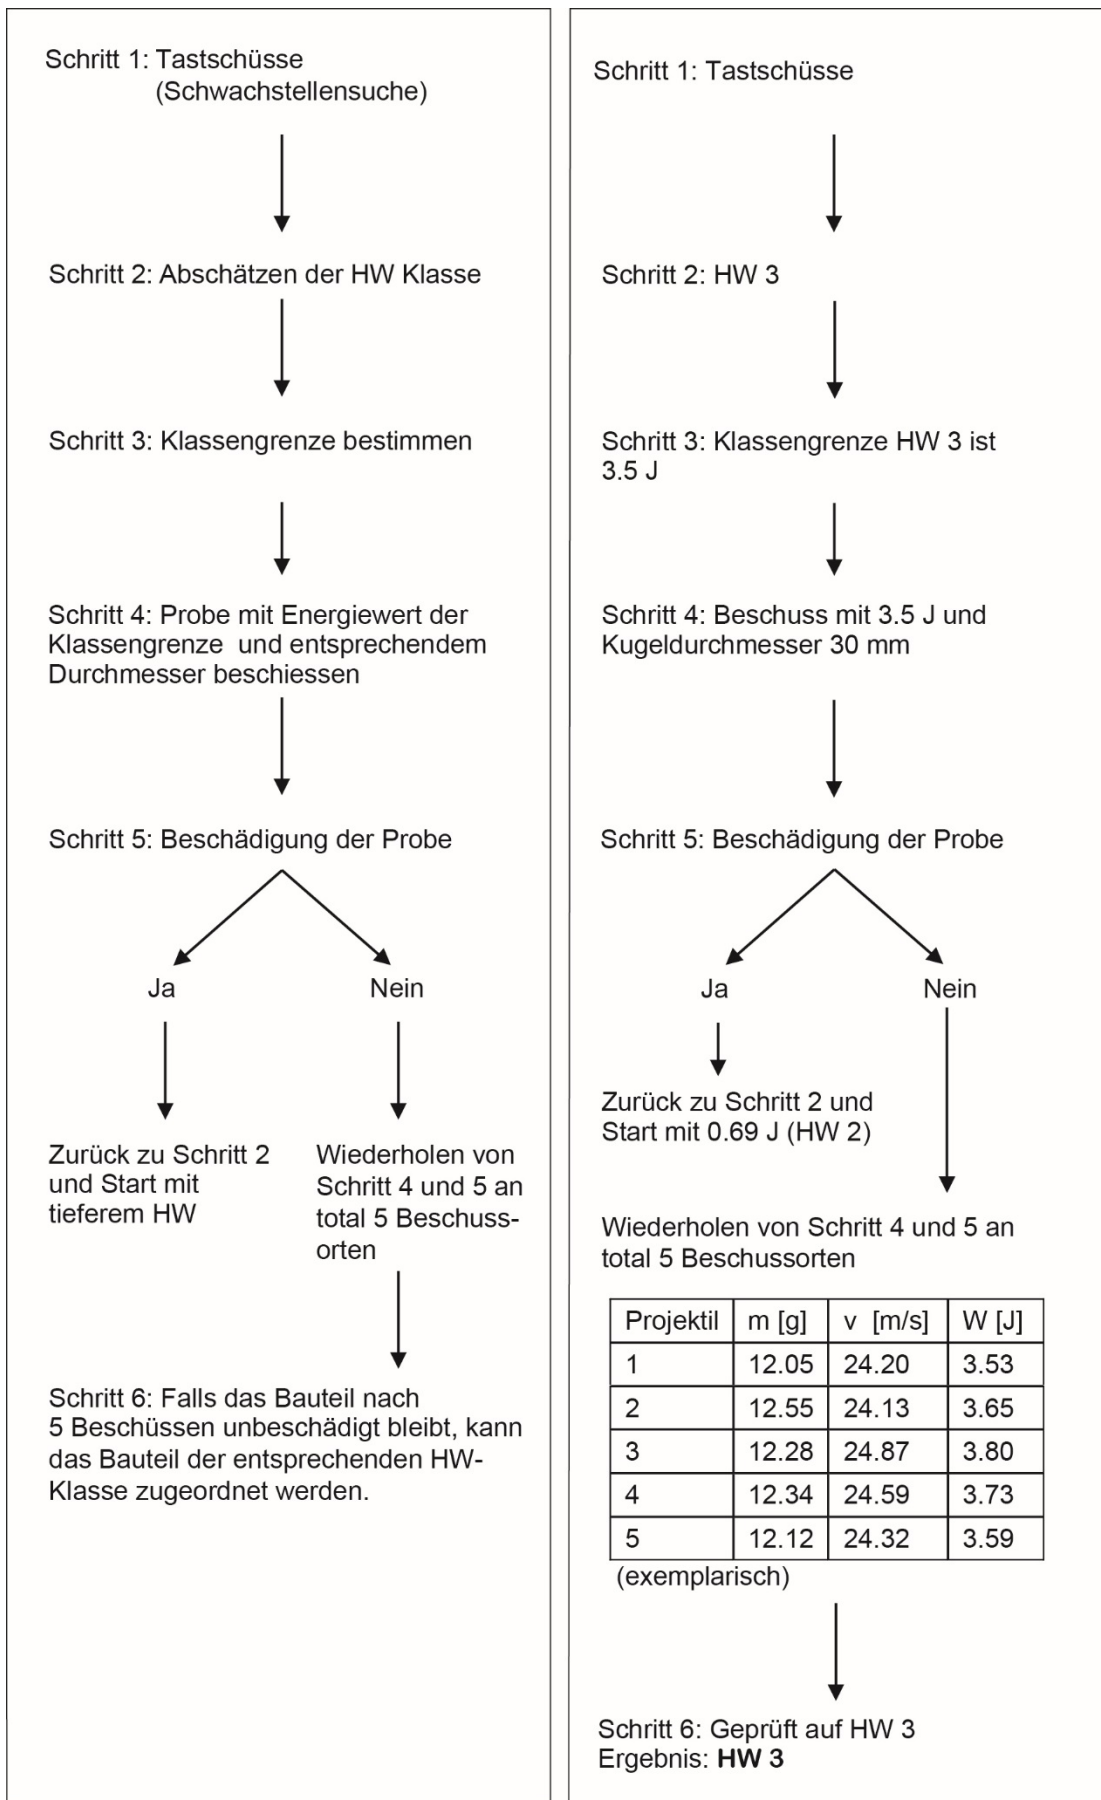 Schritt 1: Tastschüsse
(Schwachstellensuche)
Schritt 2: Abschätzen der HW Klasse
Schritt 3: Klassengrenze bestimmen
Schritt 4: Probe mit Energiewert der
Klassengrenze und entsprechendem
Durchmesser beschiessen
Schritt 5: Beschädigung der Probe
Ja
Nein
Zurück zu Schritt 2
und Start mit
tieferem HW
Wiederholen von
Schritt 4 und 5 an
total 5 Beschuss-
orten
Schritt 6: Falls das Bauteil nach
5 Beschüssen unbeschädigt bleibt, kann
das Bauteil der entsprechenden HW-
Klasse zugeordnet werden.
Schritt 1: Tastschüsse
Schritt 2: HW 3
Schritt 3: Klassengrenze HW 3 ist
3.5 J
Schritt 4: Beschuss mit 3.5 J und
Kugeldurchmesser 30 mm
Schritt 5: Beschädigung der Probe
Ja
Nein
Zurück zu Schritt 2 und
Start mit 0.69 J (HW 2)
Wiederholen von Schritt 4 und 5 an
total 5 Beschussorten
Projektil m [g] v [m/s] W [J]
1 12.05 24.20 3.53
2 12.55 24.13 3.65
3 12.28 24.87 3.80
4 12.34 24.59 3.73
5 12.12 24.32 3.59
(exemplarisch)
Schritt 6: Geprüft auf HW 3
Ergebnis: HW 3